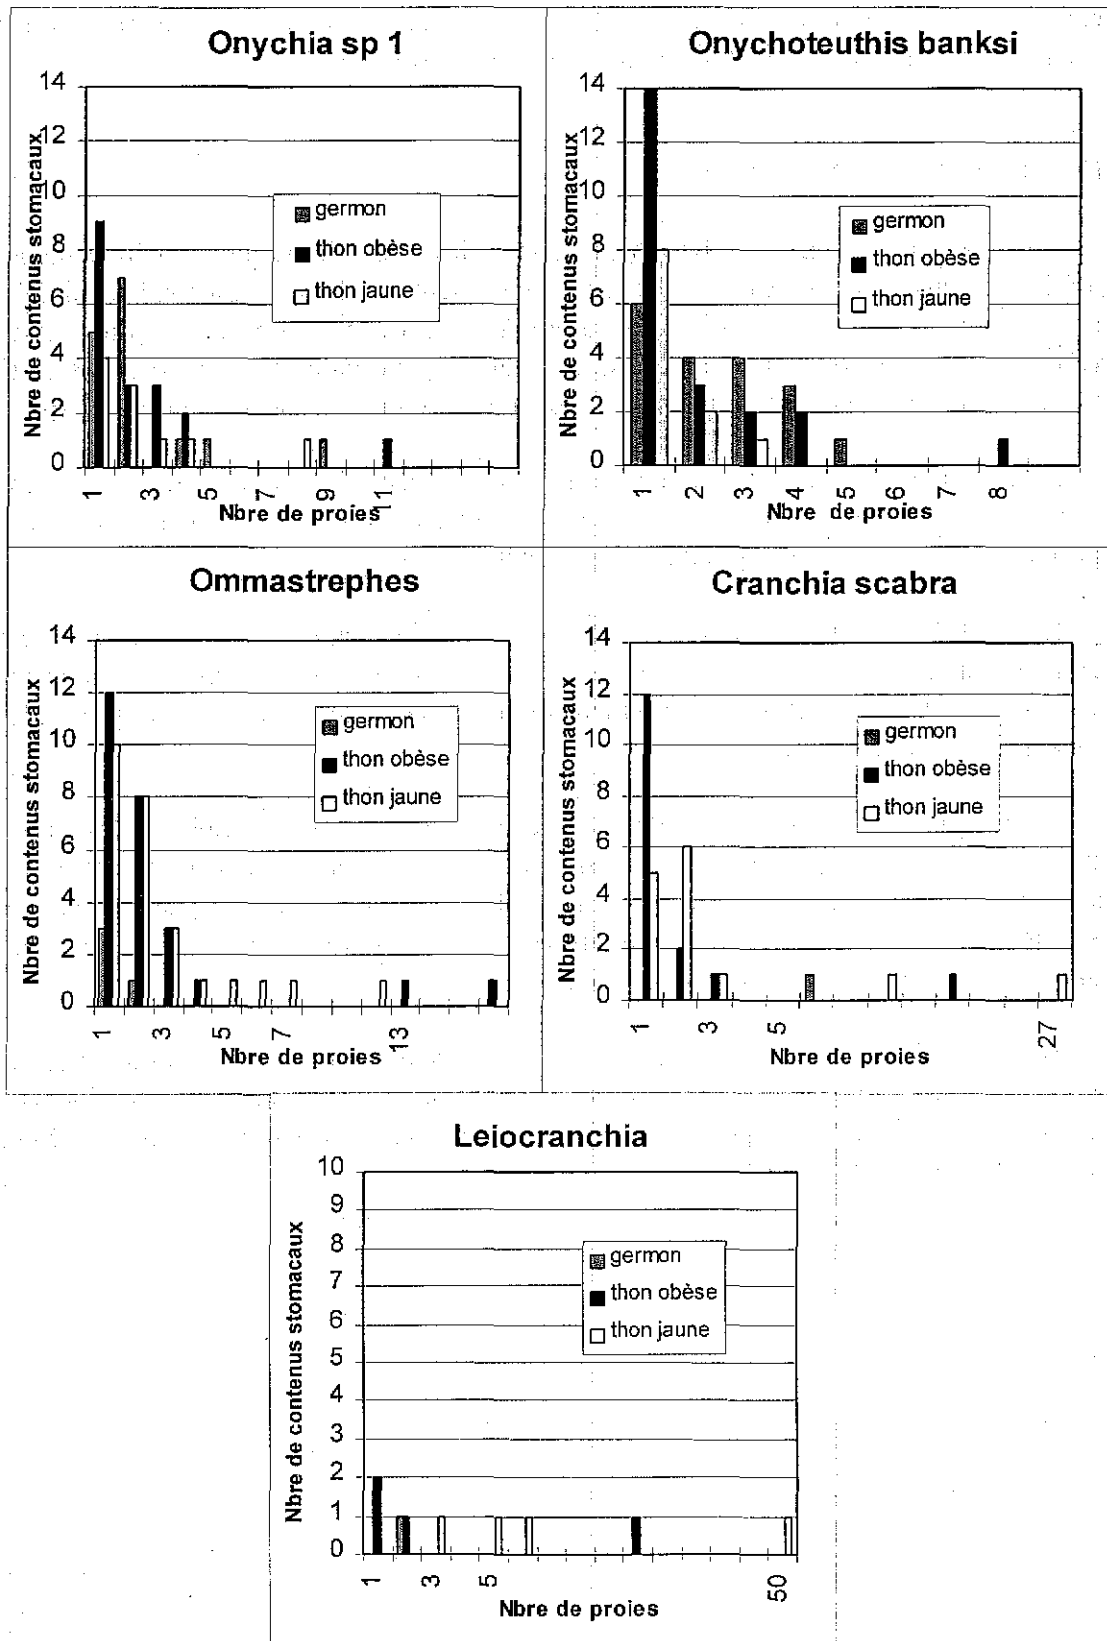 Onychia sp 1
Nbre de contenus stomacaux
14
12
10
8
6
4
2
0
germon
thon obèse
thon jaune
1
3
5
7
9
11
Nbre de proies
Onychoteuthis banksi
Nbre de contenus stomacaux
14
12
10
8
6
4
2
0
germon
thon obèse
thon jaune
1
2
3
4
5
6
7
8
Nbre de proies
Ommastrephes
Nbre de contenus stomacaux
14
12
10
8
6
4
2
0
germon
thon obèse
thon jaune
1
3
5
7
13
Nbre de proies
Cranchia scabra
Nbre de contenus stomacaux
14
12
10
8
6
4
2
0
germon
thon obèse
thon jaune
1
3
5
27
Nbre de proies
Leiocranchia
Nbre de contenus stomacaux
10
9
8
7
6
5
4
3
2
1
0
germon
thon obèse
thon jaune
1
3
5
50
Nbre de proies